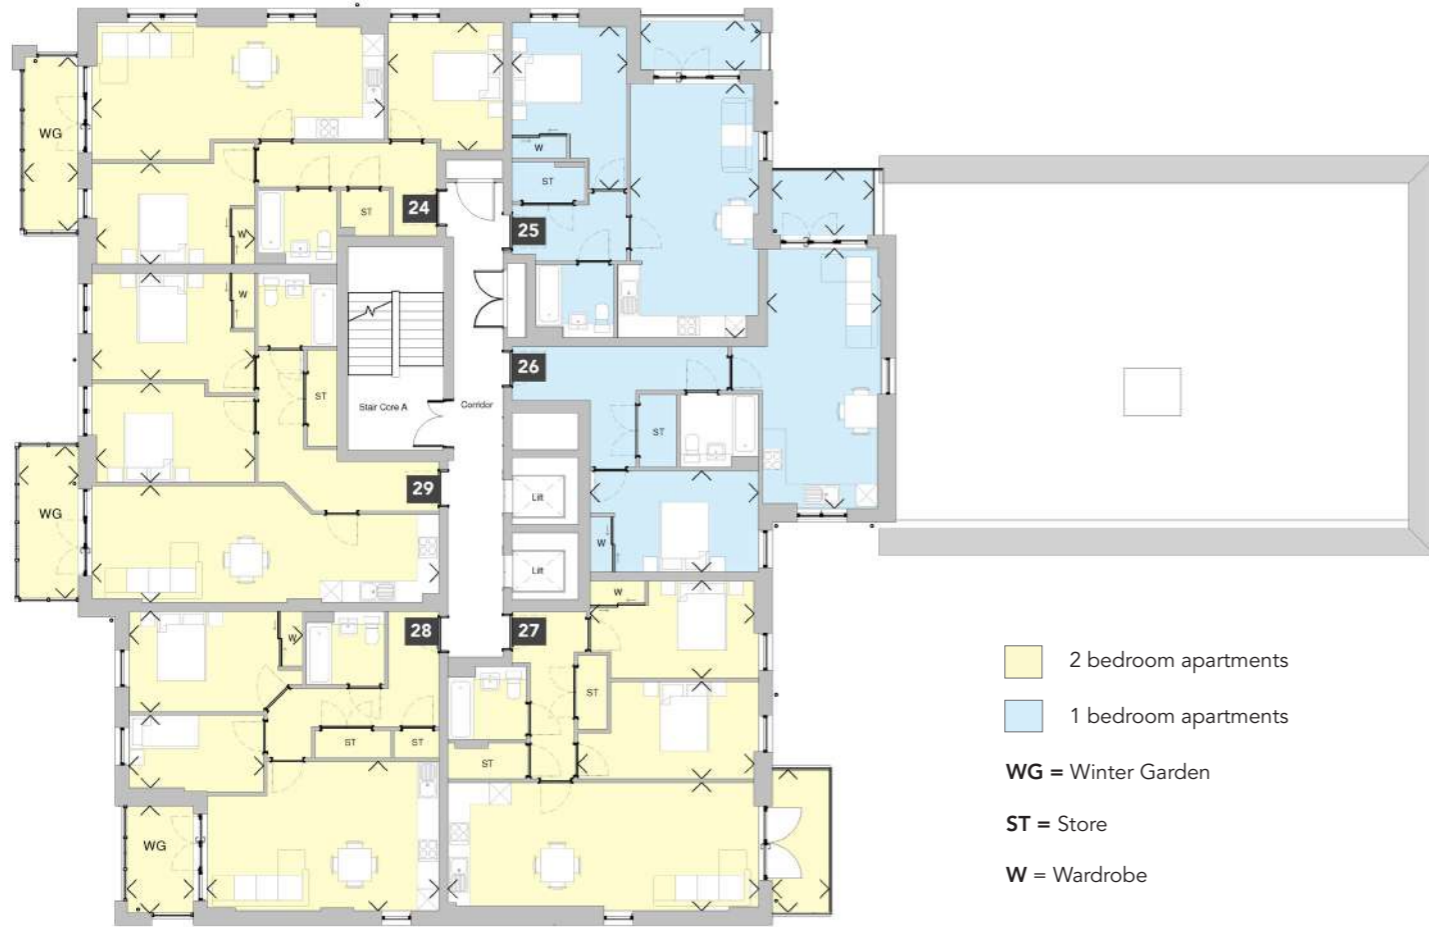 WG
24
ST
W
W
W
ST
25
26
ST
Stair Core A
Corridor
ST
29
WG
Lift
W
Lift
W
28
27
W
ST
ST
ST
ST
WG
2 bedroom apartments
1 bedroom apartments
WG = Winter Garden
ST = Store
W = Wardrobe